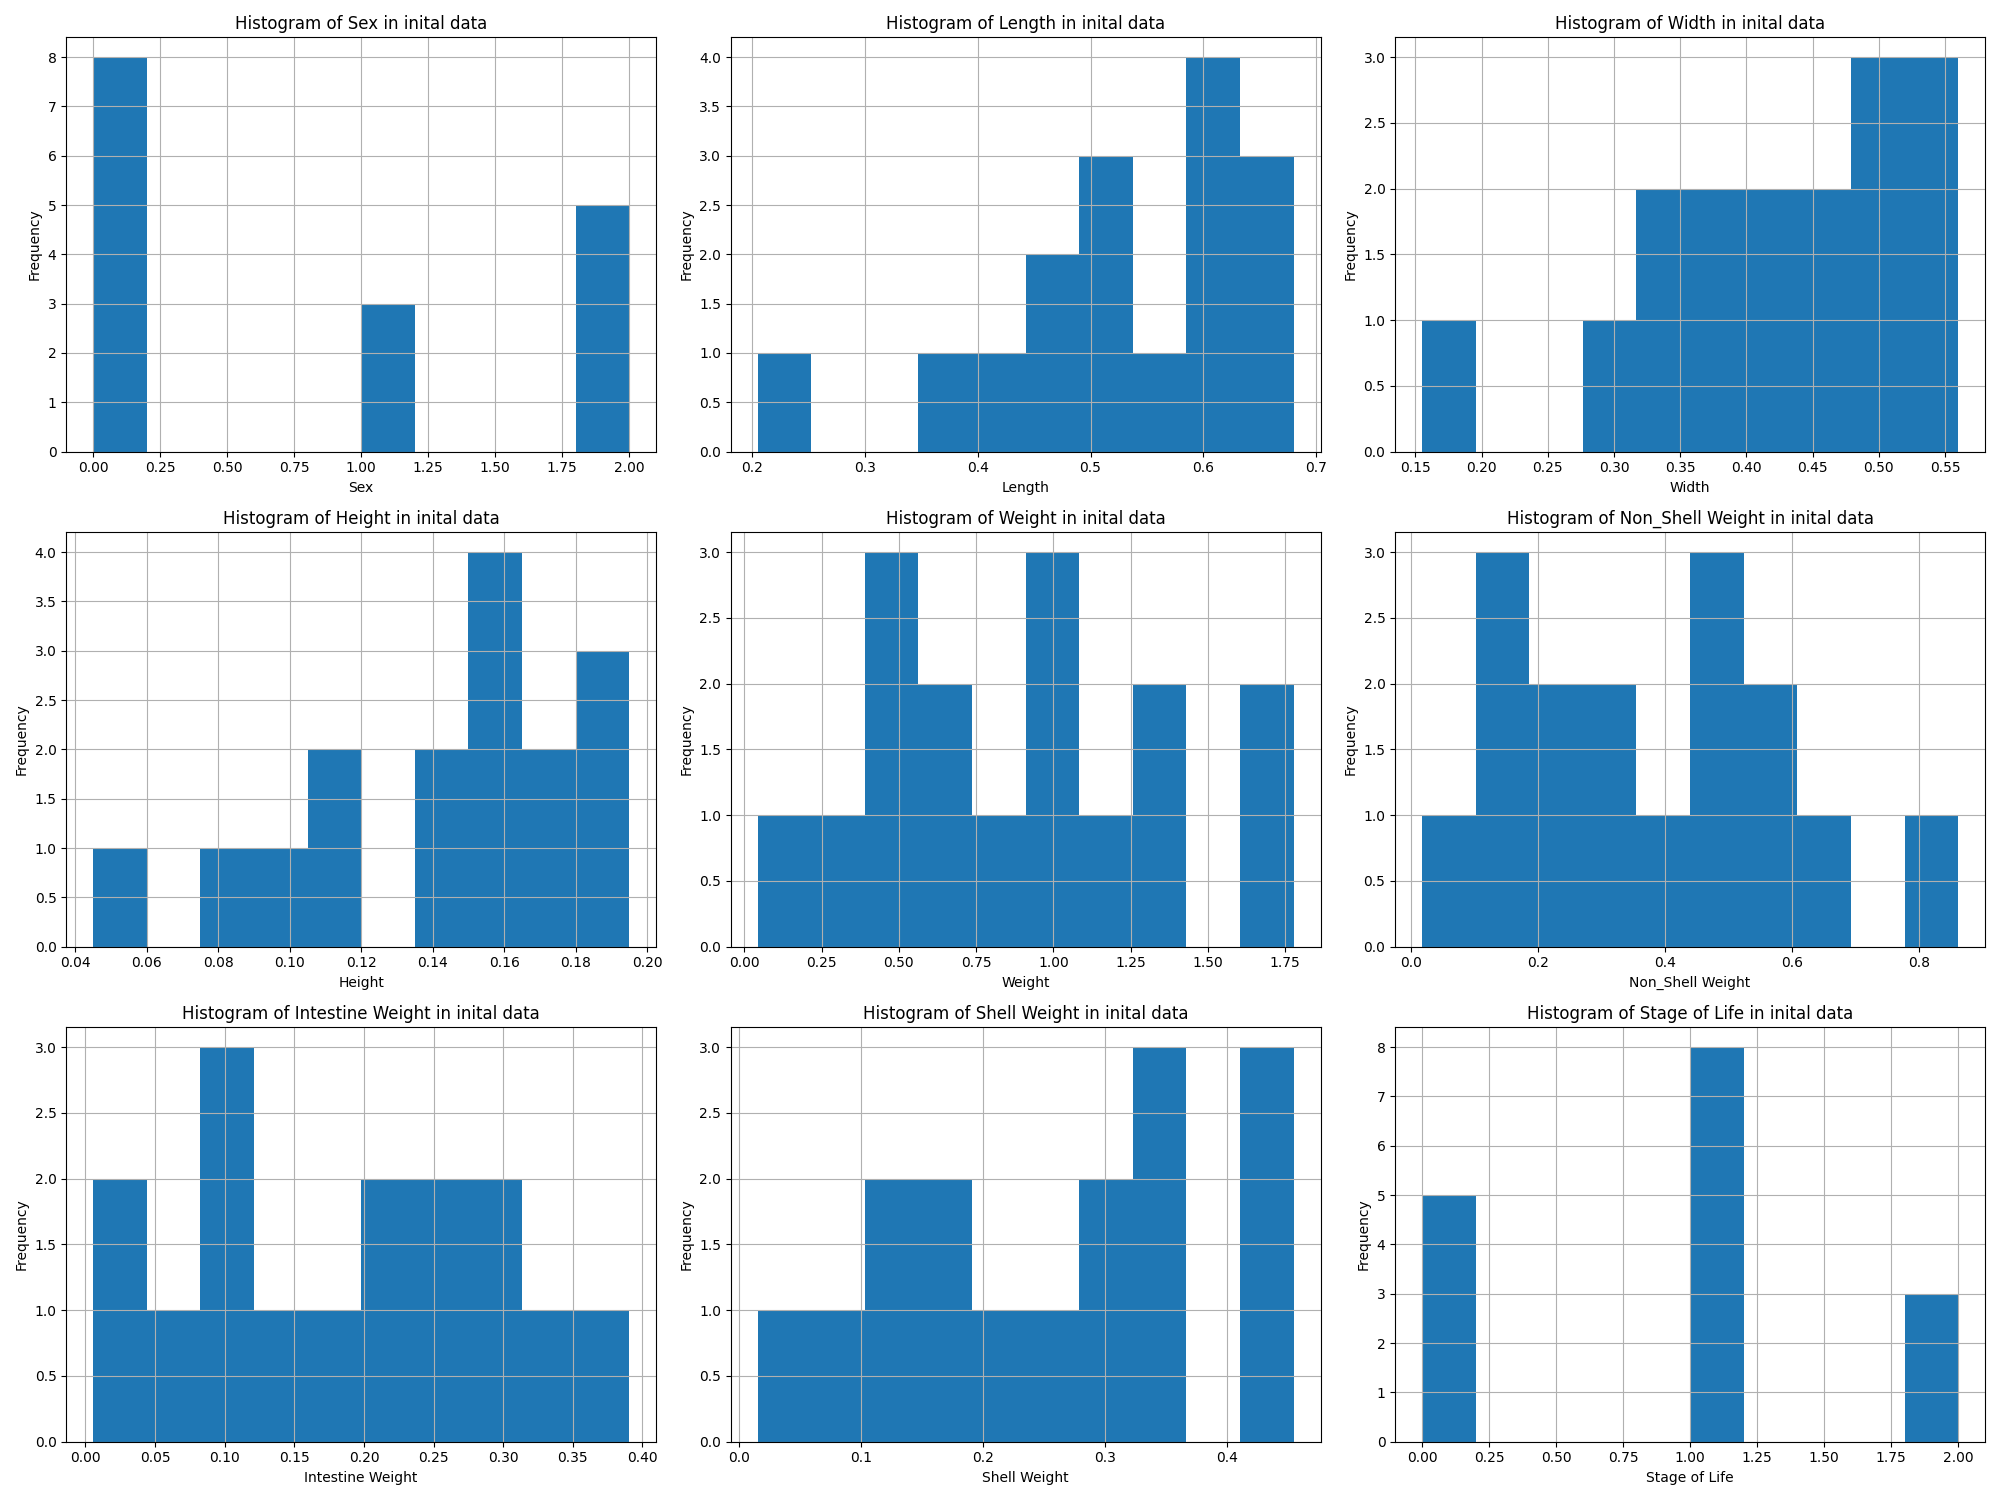 Histogram of Sex in inital data
Frequency
8
7
6
5
4
3
2
1
0
0.00 0.25 0.50 0.75 1.00 1.25 1.50 1.75 2.00
Sex
Histogram of Length in inital data
Frequency
4.0
3.5
3.0
2.5
2.0
1.5
1.0
0.5
0.0
0.2 0.3 0.4 0.5 0.6 0.7
Length
Histogram of Width in inital data
Frequency
3.0
2.5
2.0
1.5
1.0
0.5
0.0
0.15 0.20 0.25 0.30 0.35 0.40 0.45 0.50 0.55
Width
Histogram of Height in inital data
Frequency
4.0
3.5
3.0
2.5
2.0
1.5
1.0
0.5
0.0
0.04 0.06 0.08 0.10 0.12 0.14 0.16 0.18 0.20
Height
Histogram of Weight in inital data
Frequency
3.0
2.5
2.0
1.5
1.0
0.5
0.0
0.00 0.25 0.50 0.75 1.00 1.25 1.50 1.75
Weight
Histogram of Non_Shell Weight in inital data
Frequency
3.0
2.5
2.0
1.5
1.0
0.5
0.0
0.0 0.2 0.4 0.6 0.8
Non_Shell Weight
Histogram of Intestine Weight in inital data
Frequency
3.0
2.5
2.0
1.5
1.0
0.5
0.0
0.00 0.05 0.10 0.15 0.20 0.25 0.30 0.35 0.40
Intestine Weight
Histogram of Shell Weight in inital data
Frequency
3.0
2.5
2.0
1.5
1.0
0.5
0.0
0.0 0.1 0.2 0.3 0.4
Shell Weight
Histogram of Stage of Life in inital data
Frequency
8
7
6
5
4
3
2
1
0
0.00 0.25 0.50 0.75 1.00 1.25 1.50 1.75 2.00
Stage of Life